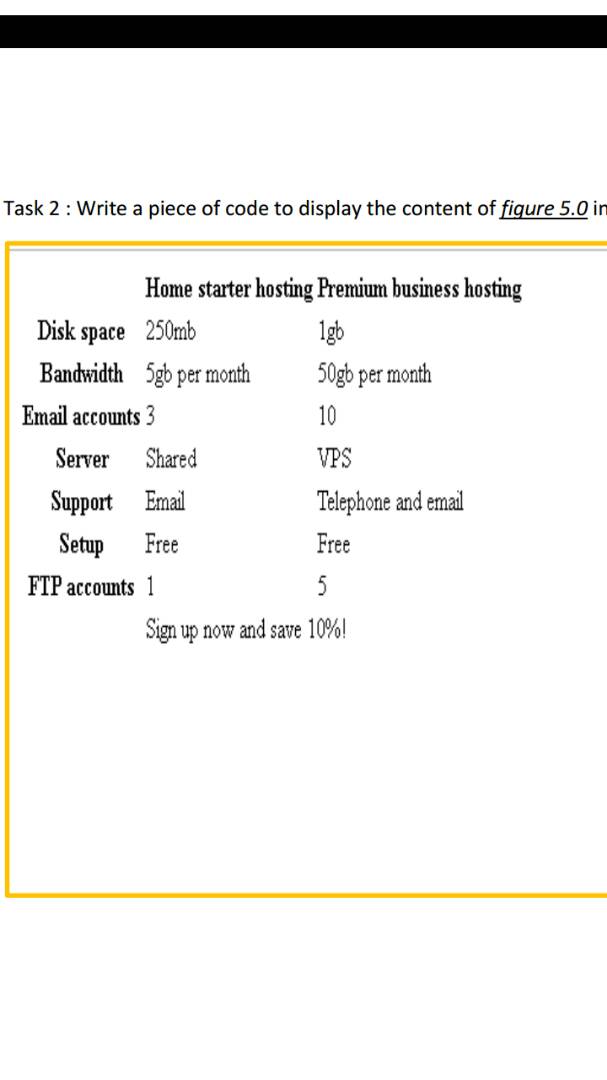 Task 2 : Write a piece of code to display the content of figure 5.0 in
Home starter hosting Premium business hosting
Disk space 250mb 1gb
Bandwidth 5gb per month 50gb per month
Email accounts 3 10
Server Shared VPS
Support Email Telephone and email
Setup Free Free
FTP accounts 1 5
Sign up now and save 10%!